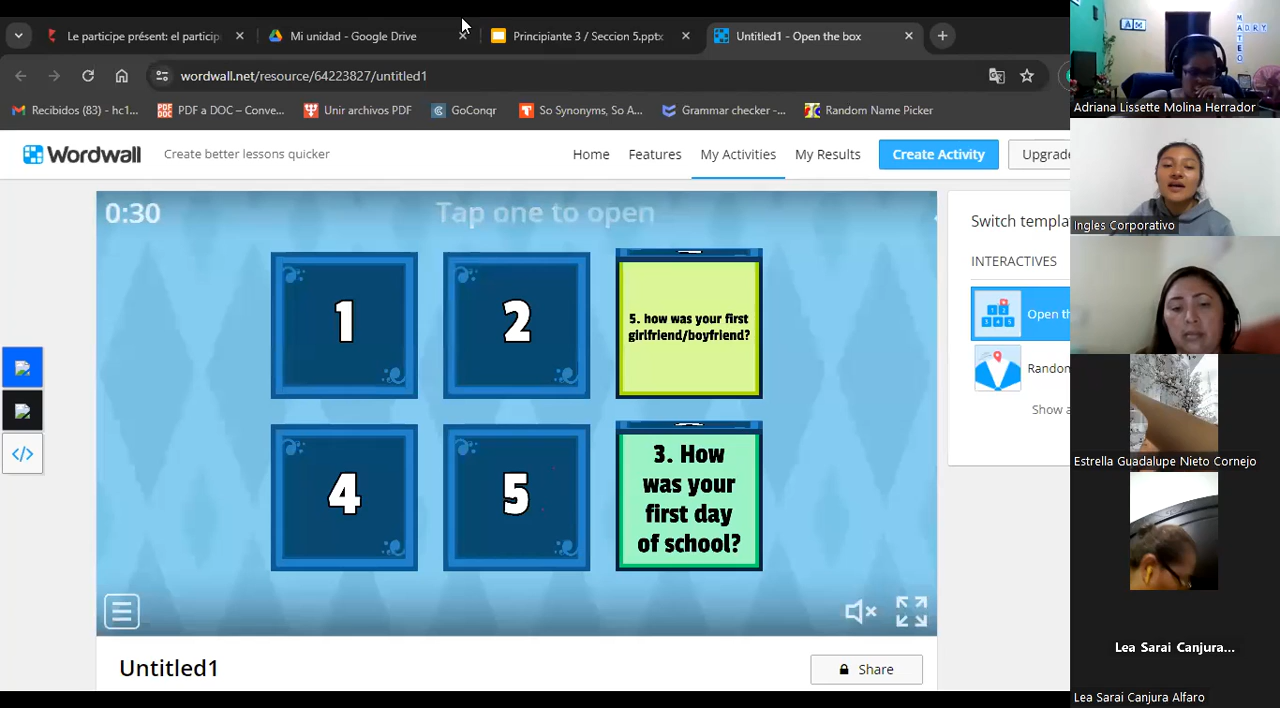 Le participe présent: el particip
Mi unidad - Google Drive
Principiante 3 / Seccion 5.pptx
Untitled1 - Open the box
wordwall.net/resource/64223827/untitled1
Recibidos (83) - hc1...
PDF a DOC – Conve...
Unir archivos PDF
GoConqr
So Synonyms, So A...
Grammar checker -...
Random Name Picker
Wordwall
Create better lessons quicker
Home
Features
My Activities
My Results
Create Activity
Upgrade
0:30
Tap one to open
1
2
5. how was your first
girlfriend/boyfriend?
4
5
3. How
was your
first day
of school?
Untitled1
Share
Switch templa
INTERACTIVES
Open th
Random
Show a
Adriana Lissette Molina Herrador
Ingles Corporativo
Estrella Guadalupe Nieto Cornejo
Lea Sarai Canjura...
Lea Sarai Canjura Alfaro